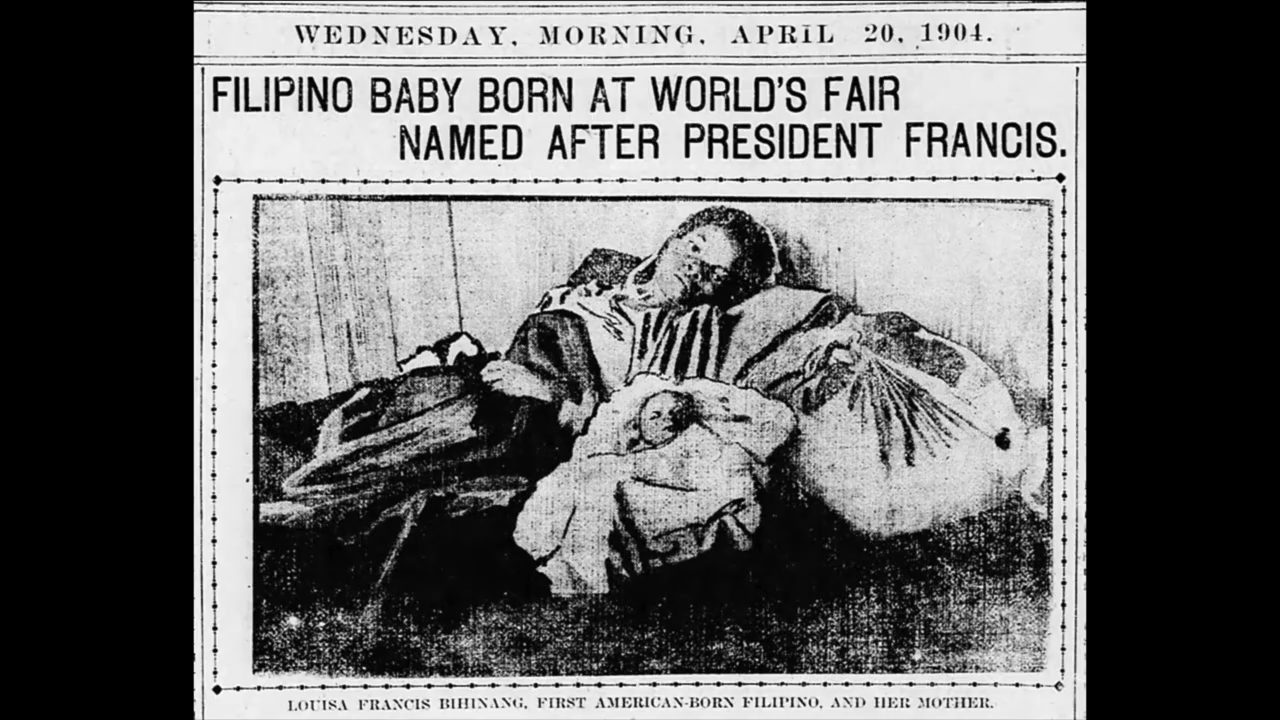 WEDNESDAY, MORNING, APRIL 20, 1904.
FILIPINO BABY BORN AT WORLD'S FAIR
NAMED AFTER PRESIDENT FRANCIS.
LOUISA FRANCIS BIHINANG, FIRST AMERICAN-BORN FILIPINO, AND HER MOTHER.